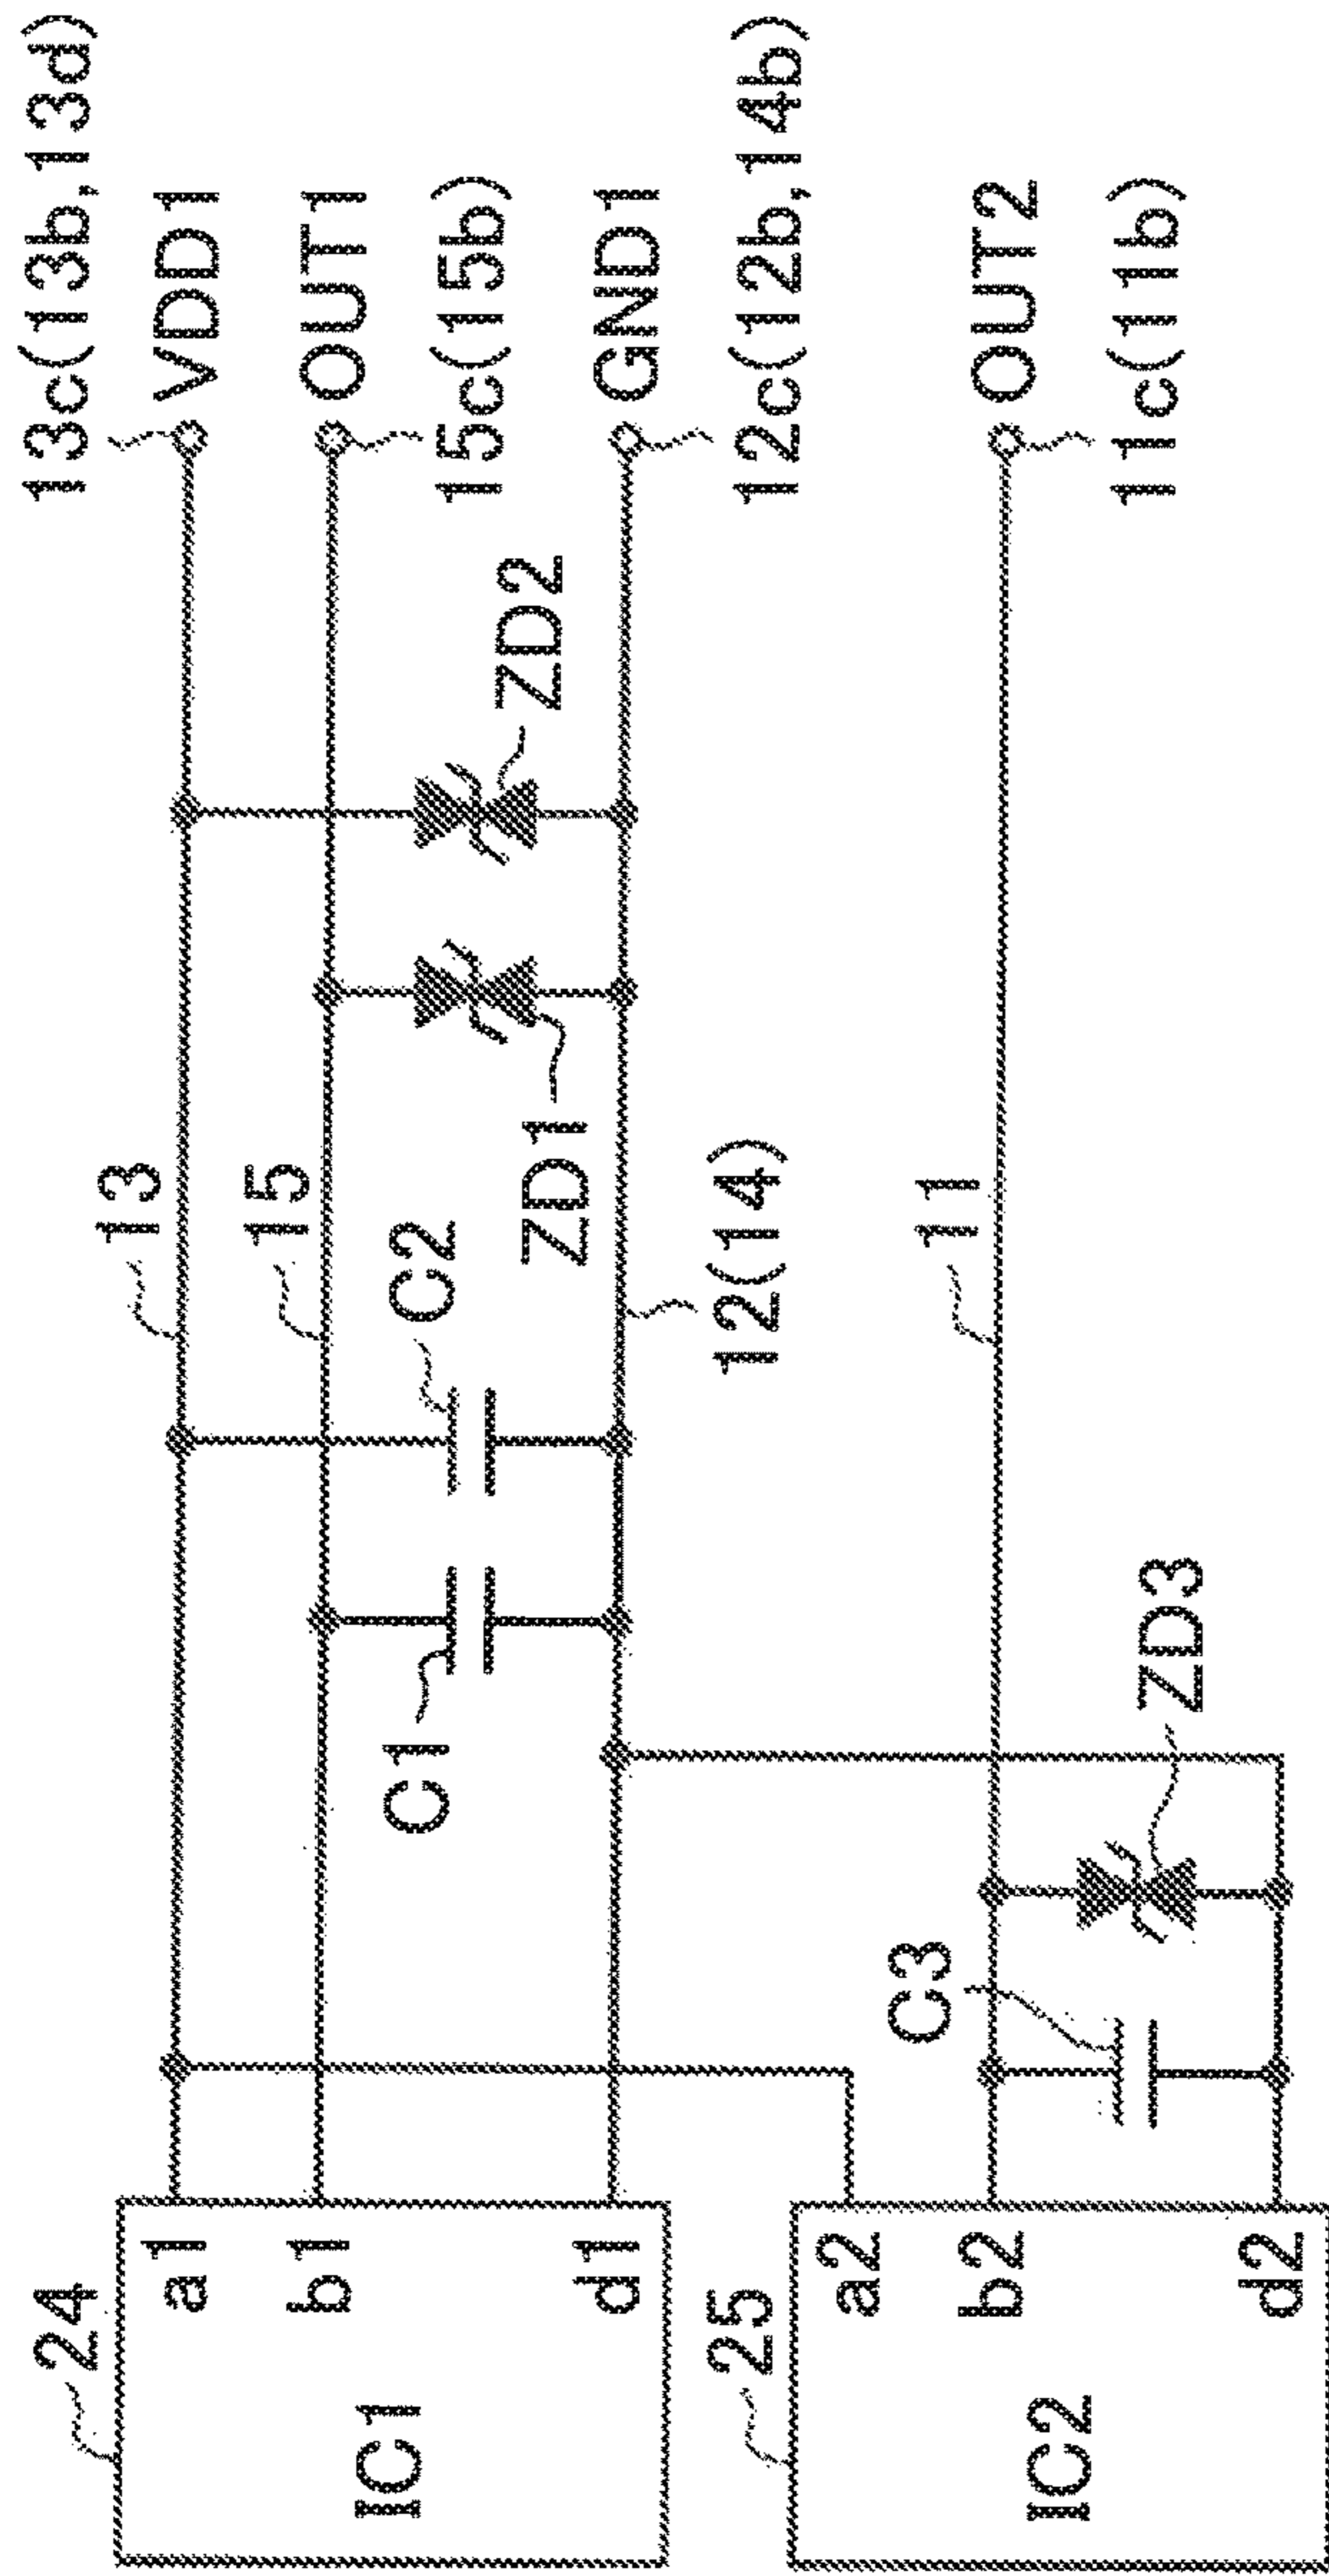 24
IC1
a1
b1
d1
25
IC2
a2
b2
d2
13
15
C1
C2
ZD1
ZD2
12(14)
11
C3
ZD3
13c(13b,13d)
VDD1
OUT1
15c(15b)
GND1
12c(12b,14b)
OUT2
11c(11b)